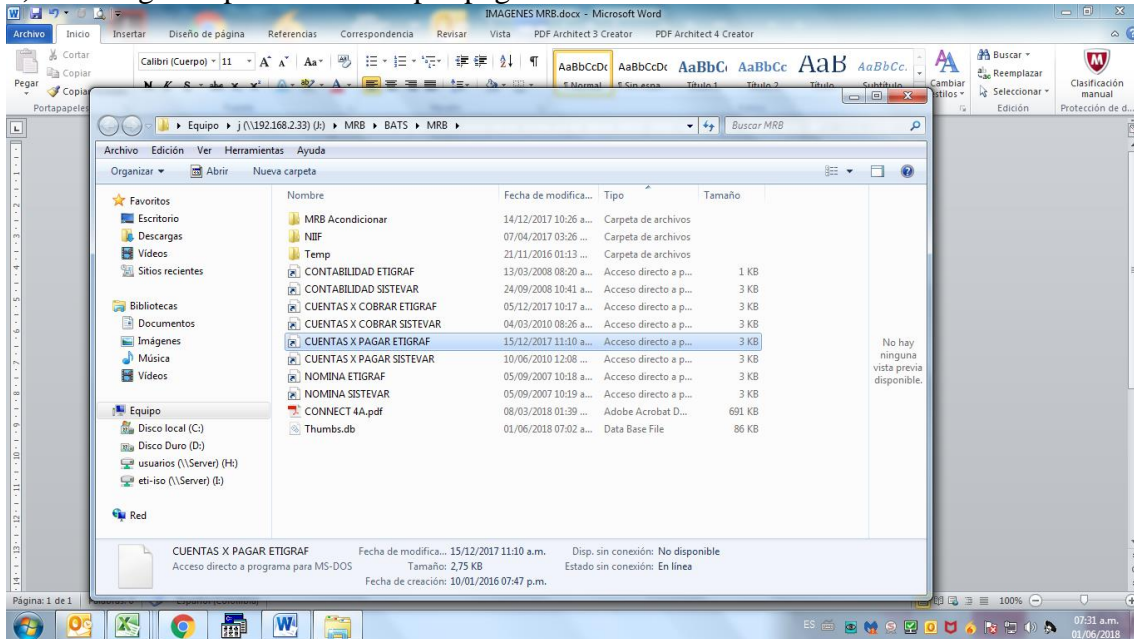 IMAGENES MRB.docx - Microsoft Word
Archivo Inicio Insertar Diseño de página Referencias Correspondencia Revisar Vista PDF Architect 3 Creator PDF Architect 4 Creator
Cortar
Copiar
Pegar
Portapapeles
Calibri (Cuerpo) 11
AaBbCcDc AaBbCcDc AaBbC AaBbCc AaB AaBbCc.
Cambiar
estilos
Buscar
Reemplazar
Seleccionar
Edición
Clasificación
manual
Protección de d...
Equipo j (\\192.168.2.33) (J:) MRB BATS MRB
Buscar MRB
Archivo Edición Ver Herramientas Ayuda
Organizar Abrir Nueva carpeta
Nombre Fecha de modifica... Tipo Tamaño
Favoritos
Escritorio
Descargas
Vídeos
Sitios recientes
Bibliotecas
Documentos
Imágenes
Música
Vídeos
Equipo
Disco local (C:)
Disco Duro (D:)
usuarios (\\Server) (H:)
eti-iso (\\Server) (I:)
Red
MRB Acondicionar 14/12/2017 10:26 a... Carpeta de archivos
NIIF 07/04/2017 03:26 ... Carpeta de archivos
Temp 21/11/2016 01:13 ... Carpeta de archivos
CONTABILIDAD ETIGRAF 13/03/2008 08:20 a... Acceso directo a p... 1 KB
CONTABILIDAD SISTEVAR 24/09/2008 10:41 a... Acceso directo a p... 3 KB
CUENTAS X COBRAR ETIGRAF 05/12/2017 10:17 a... Acceso directo a p... 3 KB
CUENTAS X COBRAR SISTEVAR 04/03/2010 08:26 a... Acceso directo a p... 3 KB
CUENTAS X PAGAR ETIGRAF 15/12/2017 11:10 a... Acceso directo a p... 3 KB
CUENTAS X PAGAR SISTEVAR 10/06/2010 12:08 ... Acceso directo a p... 3 KB
NOMINA ETIGRAF 05/09/2007 10:18 a... Acceso directo a p... 3 KB
NOMINA SISTEVAR 05/09/2007 10:19 a... Acceso directo a p... 3 KB
CONNECT 4A.pdf 08/03/2018 01:39 ... Adobe Acrobat D... 691 KB
Thumbs.db 01/06/2018 07:02 a... Data Base File 86 KB
No hay
ninguna
vista previa
disponible.
CUENTAS X PAGAR ETIGRAF Fecha de modifica... 15/12/2017 11:10 a.m. Disp. sin conexión: No disponible
Acceso directo a programa para MS-DOS Tamaño: 2,75 KB Estado sin conexión: En línea
Fecha de creación: 10/01/2016 07:47 p.m.
Página: 1 de 1 100%
ES 07:31 a.m.
01/06/2018